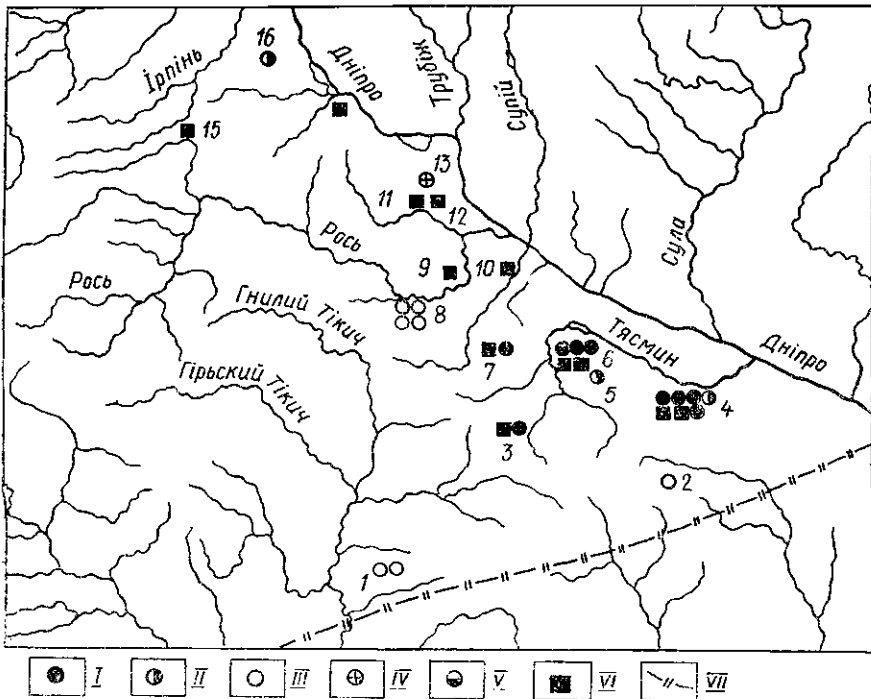 16
Ірпінь
Дніпро
Трубіж
Супій
15
13
11
12
Рось
Сула
9
10
Рось
8
Гнилий Тікич
Тясмин
Дніпро
7
6
5
Гірьский Тікич
4
3
2
1
I II III IV V VI VII